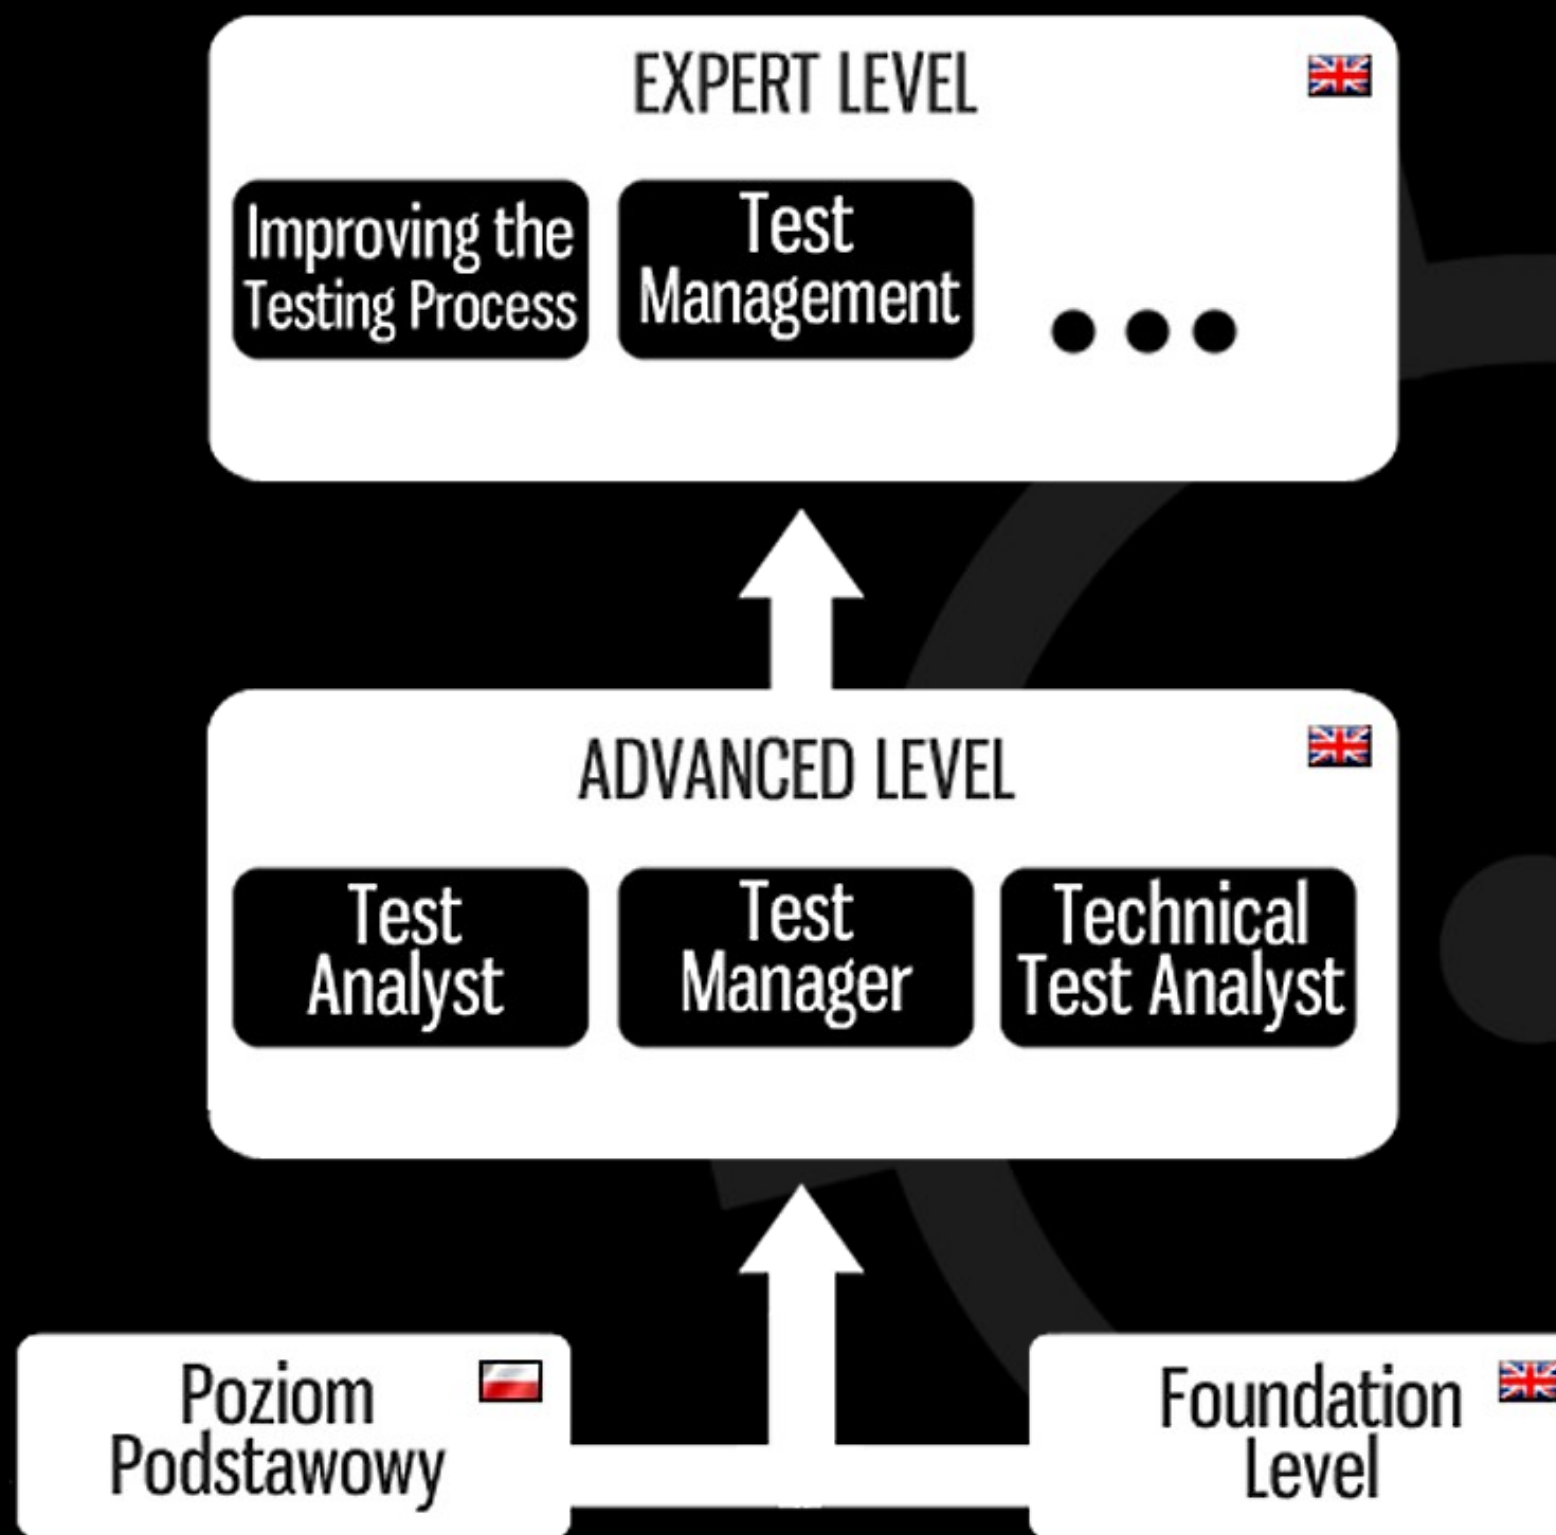 EXPERT LEVEL
Improving the
Testing Process
Test
Management
● ● ●
ADVANCED LEVEL
Test
Analyst
Test
Manager
Technical
Test Analyst
Poziom
Podstawowy
Foundation
Level